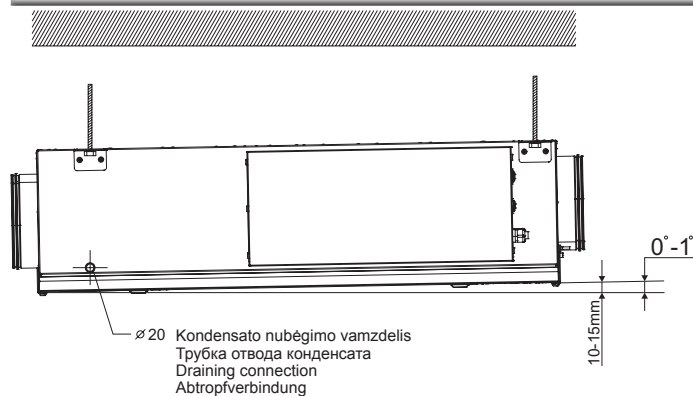 0°-1°
10-15mm
⌀20 Kondensato nubėgimo vamzdelis
Трубка отвода конденсата
Draining connection
Abtropfverbindung